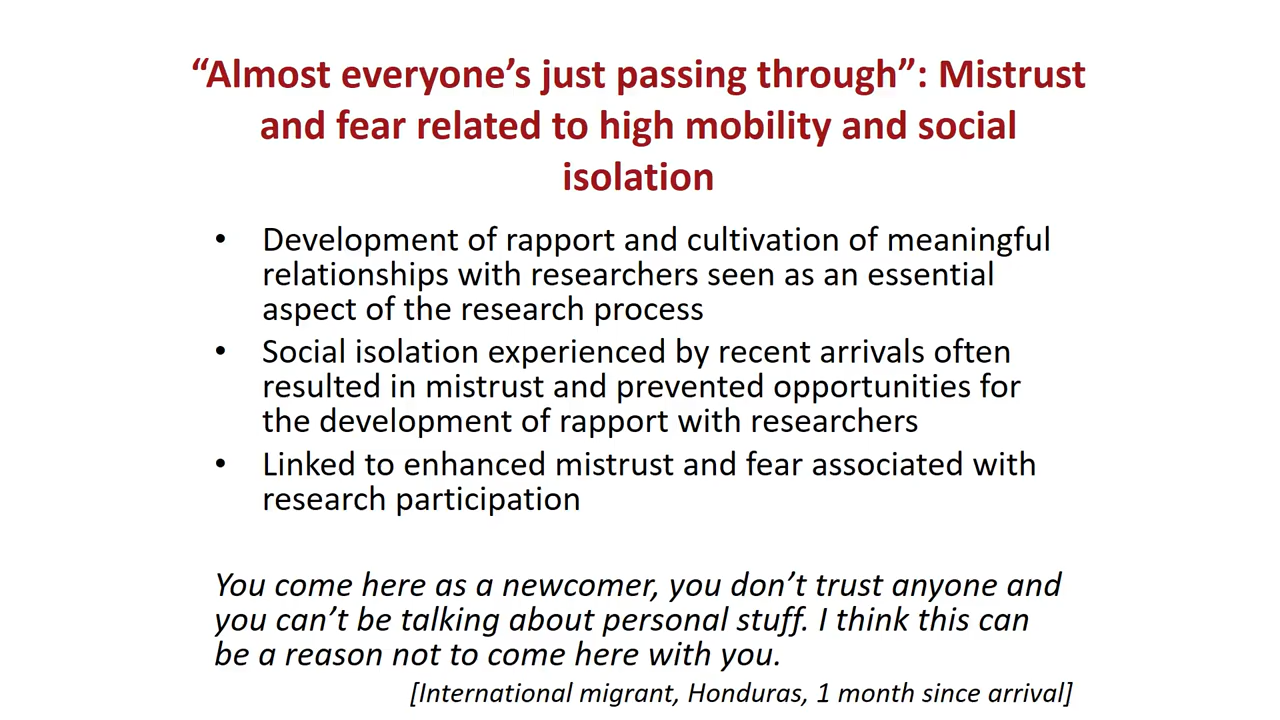 “Almost everyone’s just passing through”: Mistrust
and fear related to high mobility and social
isolation
• Development of rapport and cultivation of meaningful
relationships with researchers seen as an essential
aspect of the research process
• Social isolation experienced by recent arrivals often
resulted in mistrust and prevented opportunities for
the development of rapport with researchers
• Linked to enhanced mistrust and fear associated with
research participation
You come here as a newcomer, you don’t trust anyone and
you can’t be talking about personal stuff. I think this can
be a reason not to come here with you.
[International migrant, Honduras, 1 month since arrival]